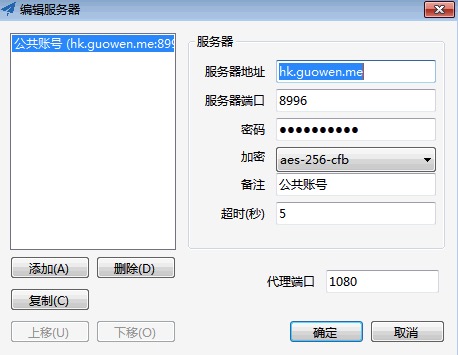 编辑服务器
公共账号 (hk.guowen.me:899
服务器
服务器地址 hk.guowen.me
服务器端口 8996
密码 ●●●●●●●●●●
加密 aes-256-cfb
备注 公共账号
超时(秒) 5
添加(A) 删除(D)
复制(C)
上移(U) 下移(O)
代理端口 1080
确定 取消